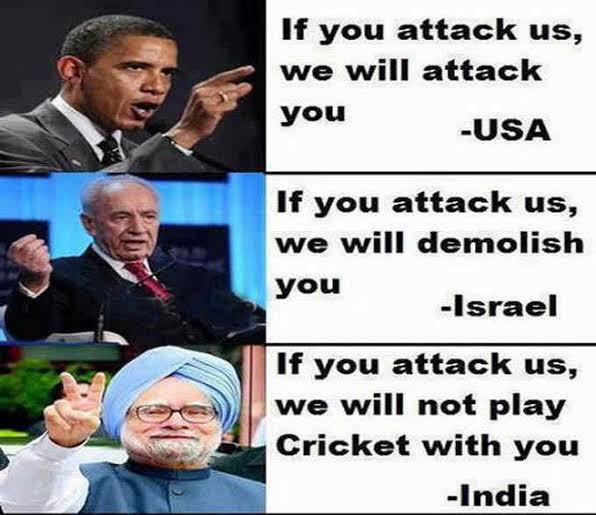 If you attack us,
we will attack
you
-USA
If you attack us,
we will demolish
you
-Israel
If you attack us,
we will not play
Cricket with you
-India